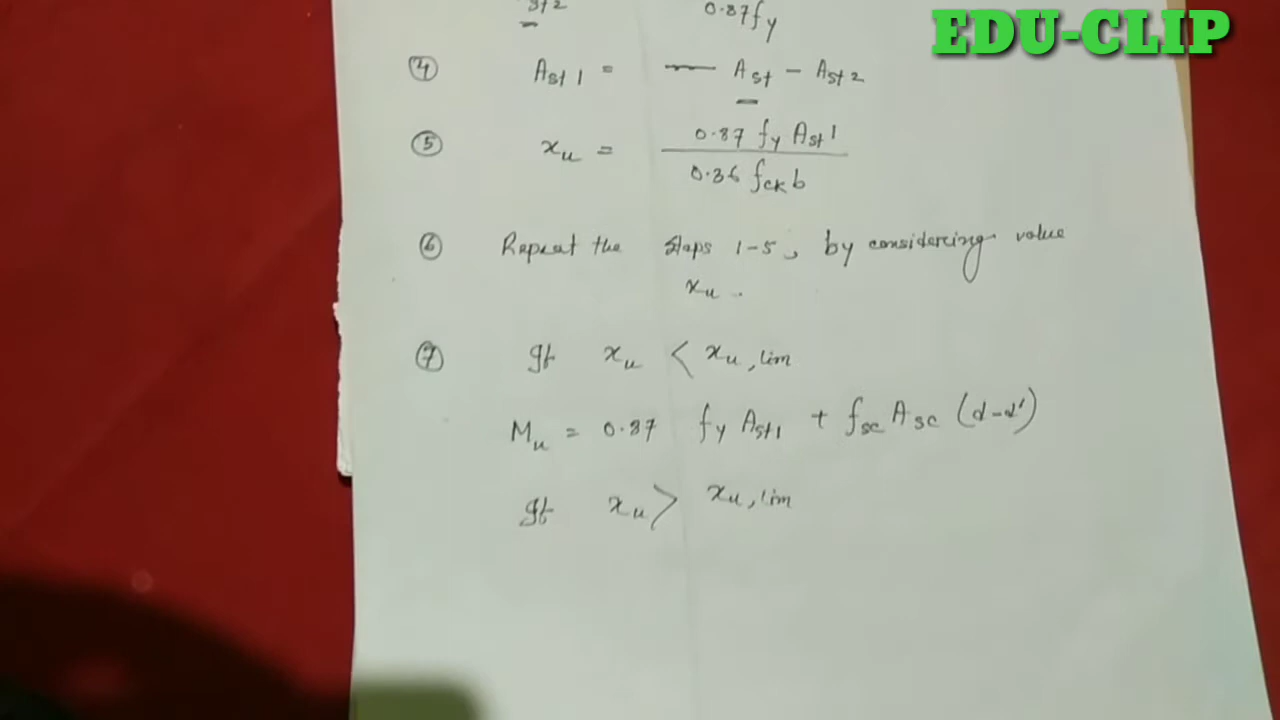 st2
0.87fy
EDU-CLIP
④ Ast1 = — Ast - Ast2
⑤ xu = 0.87 fy Ast1
0.36 fck b
⑥ Repeat the steps 1-5, by considering value
xu.
⑦ If xu < xu,lim
Mu = 0.87 fy Ast1 + fsc Asc (d-d')
If xu > xu,lim